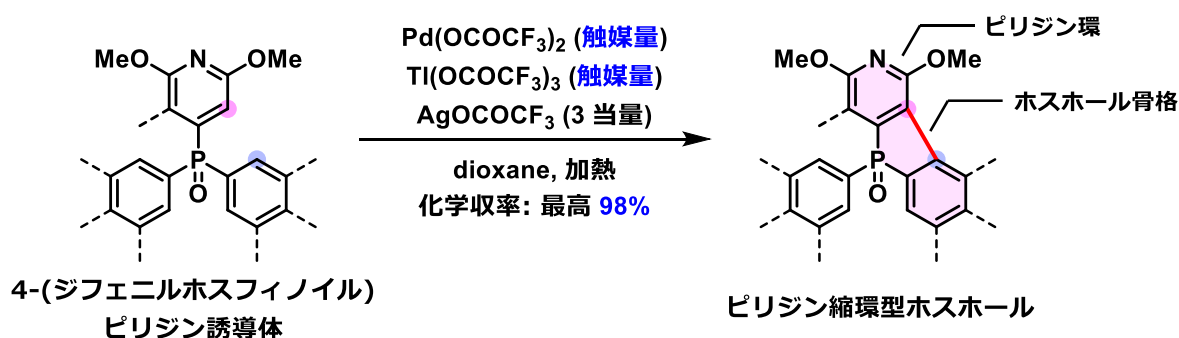 MeO N OMe
P
O
4-(ジフェニルホスフィノイル)
ピリジン誘導体
Pd(OCOCF3)2 (触媒量)
Tl(OCOCF3)3 (触媒量)
AgOCOCF3 (3 当量)
dioxane, 加熱
化学収率: 最高 98%
ピリジン環
MeO N OMe
ホスホール骨格
P
O
ピリジン縮環型ホスホール